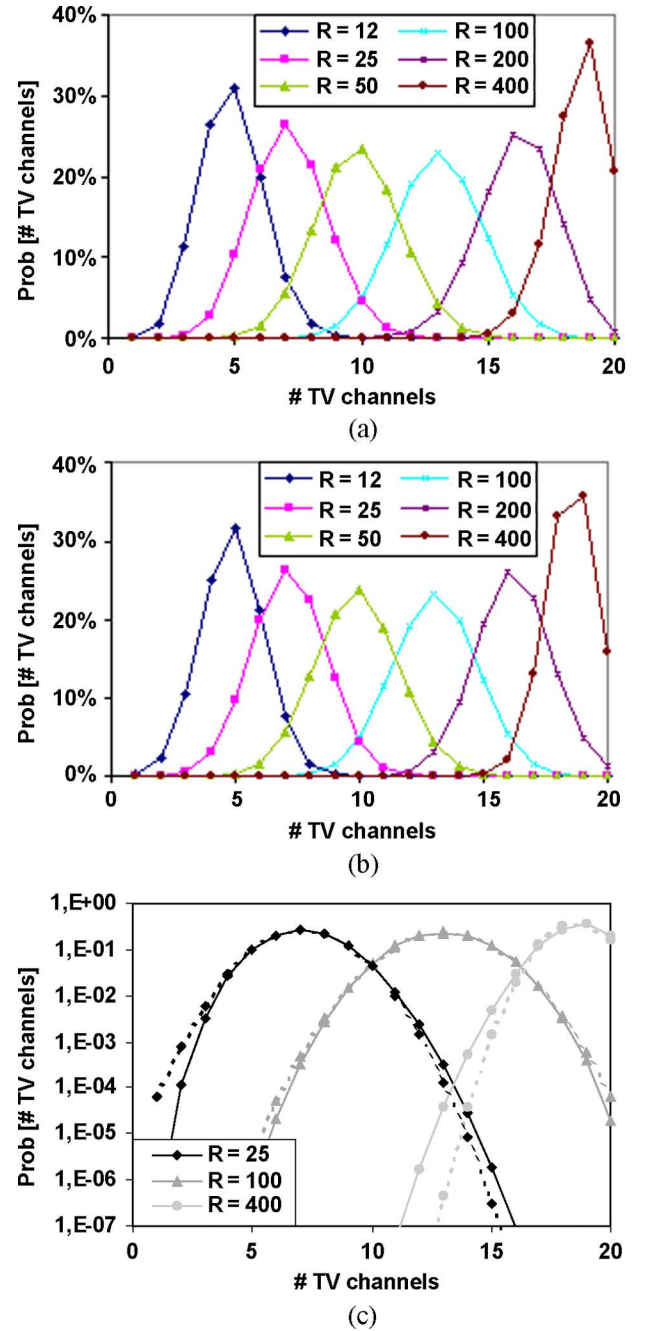 40%
30%
20%
10%
0%
Prob [# TV channels]
R = 12
R = 100
R = 25
R = 200
R = 50
R = 400
0
5
10
15
20
# TV channels
(a)
40%
30%
20%
10%
0%
Prob [# TV channels]
R = 12
R = 100
R = 25
R = 200
R = 50
R = 400
0
5
10
15
20
# TV channels
(b)
1,E+00
1,E-01
1,E-02
1,E-03
1,E-04
1,E-05
1,E-06
1,E-07
Prob [# TV channels]
R = 25
R = 100
R = 400
0
5
10
15
20
# TV channels
(c)